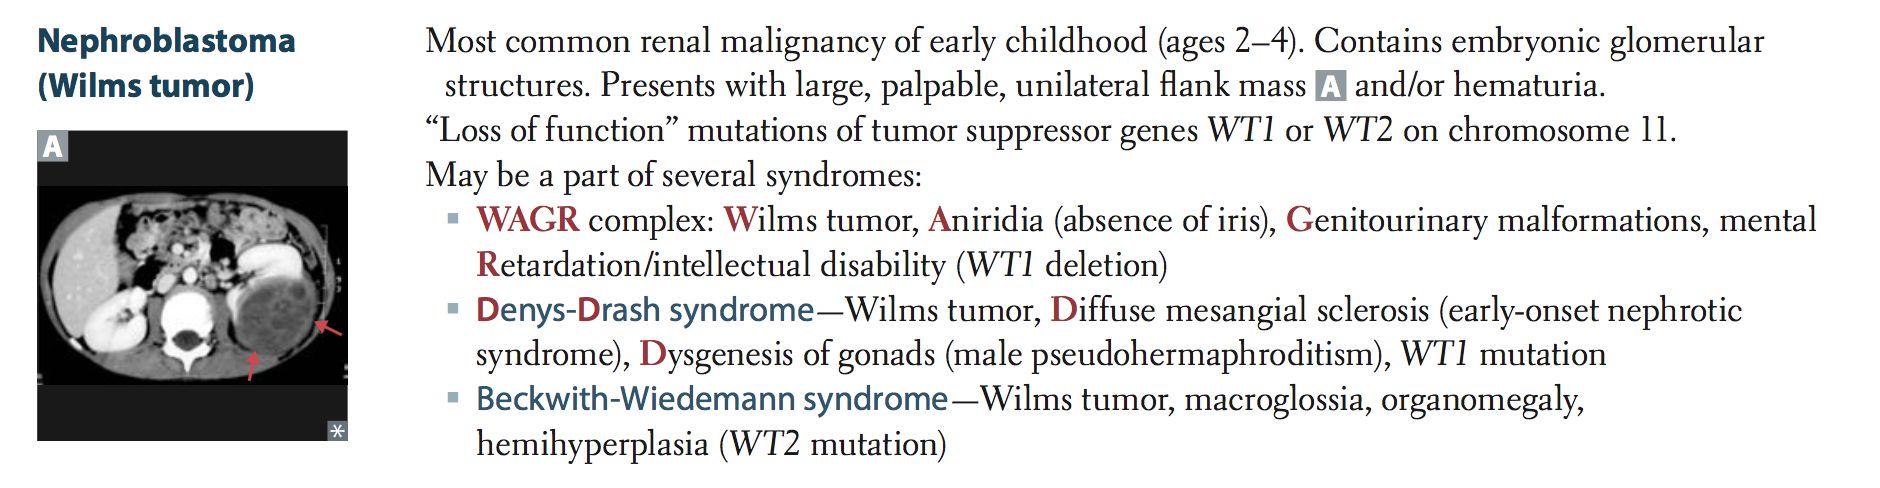 Nephroblastoma
(Wilms tumor)
A
*
Most common renal malignancy of early childhood (ages 2–4). Contains embryonic glomerular
structures. Presents with large, palpable, unilateral flank mass A and/or hematuria.
“Loss of function” mutations of tumor suppressor genes WT1 or WT2 on chromosome 11.
May be a part of several syndromes:
▪ WAGR complex: Wilms tumor, Aniridia (absence of iris), Genitourinary malformations, mental
Retardation/intellectual disability (WT1 deletion)
▪ Denys-Drash syndrome—Wilms tumor, Diffuse mesangial sclerosis (early-onset nephrotic
syndrome), Dysgenesis of gonads (male pseudohermaphroditism), WT1 mutation
▪ Beckwith-Wiedemann syndrome—Wilms tumor, macroglossia, organomegaly,
hemihyperplasia (WT2 mutation)